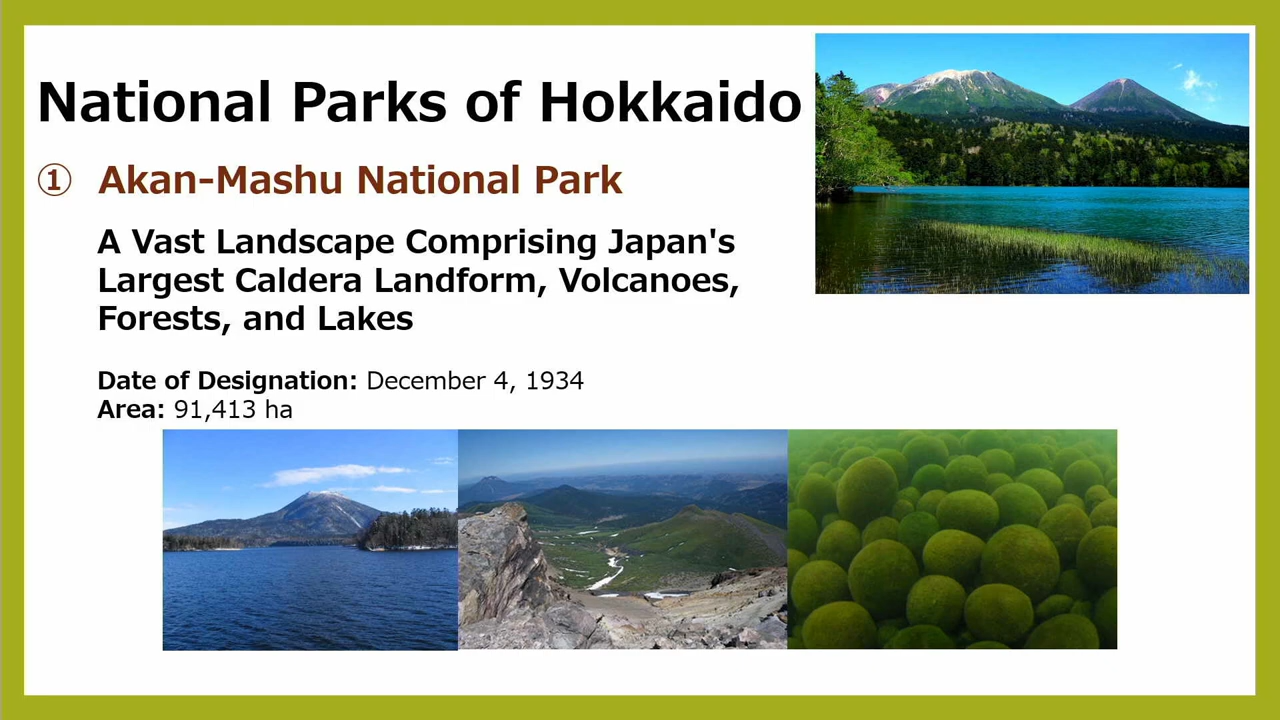 National Parks of Hokkaido
① Akan-Mashu National Park
A Vast Landscape Comprising Japan's
Largest Caldera Landform, Volcanoes,
Forests, and Lakes
Date of Designation: December 4, 1934
Area: 91,413 ha